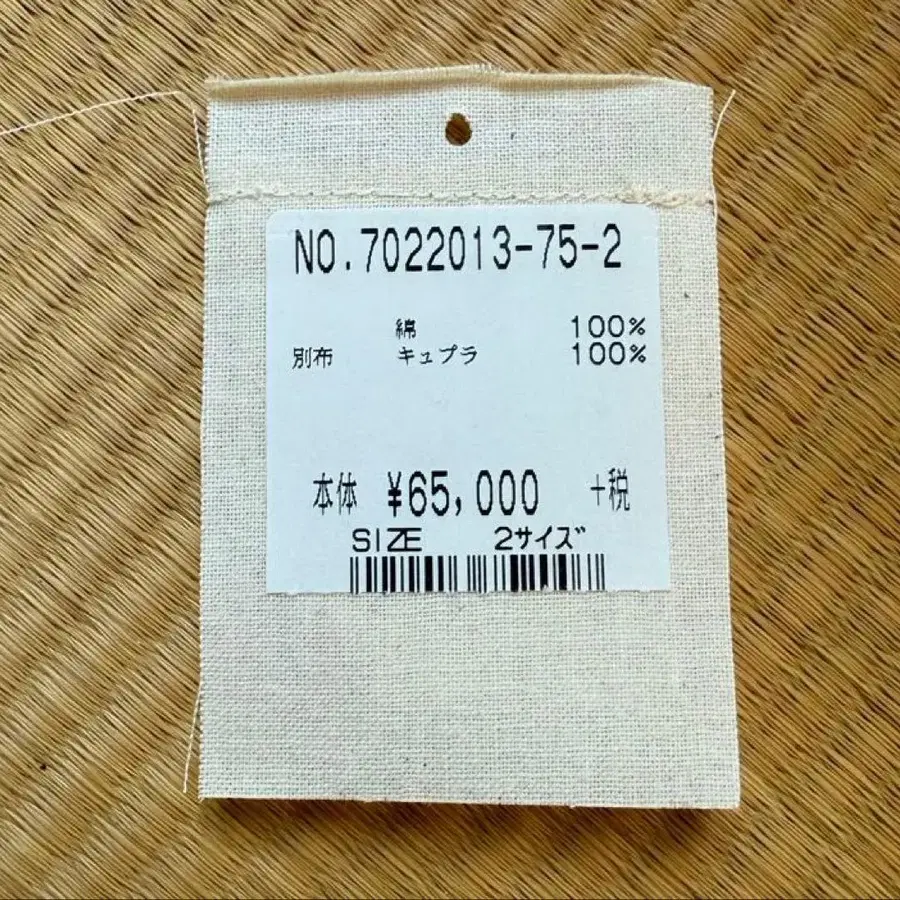 NO.7022013-75-2
綿 100%
別布 キュプラ 100%
本体 ¥65,000 +税
SIZE 2サイズ